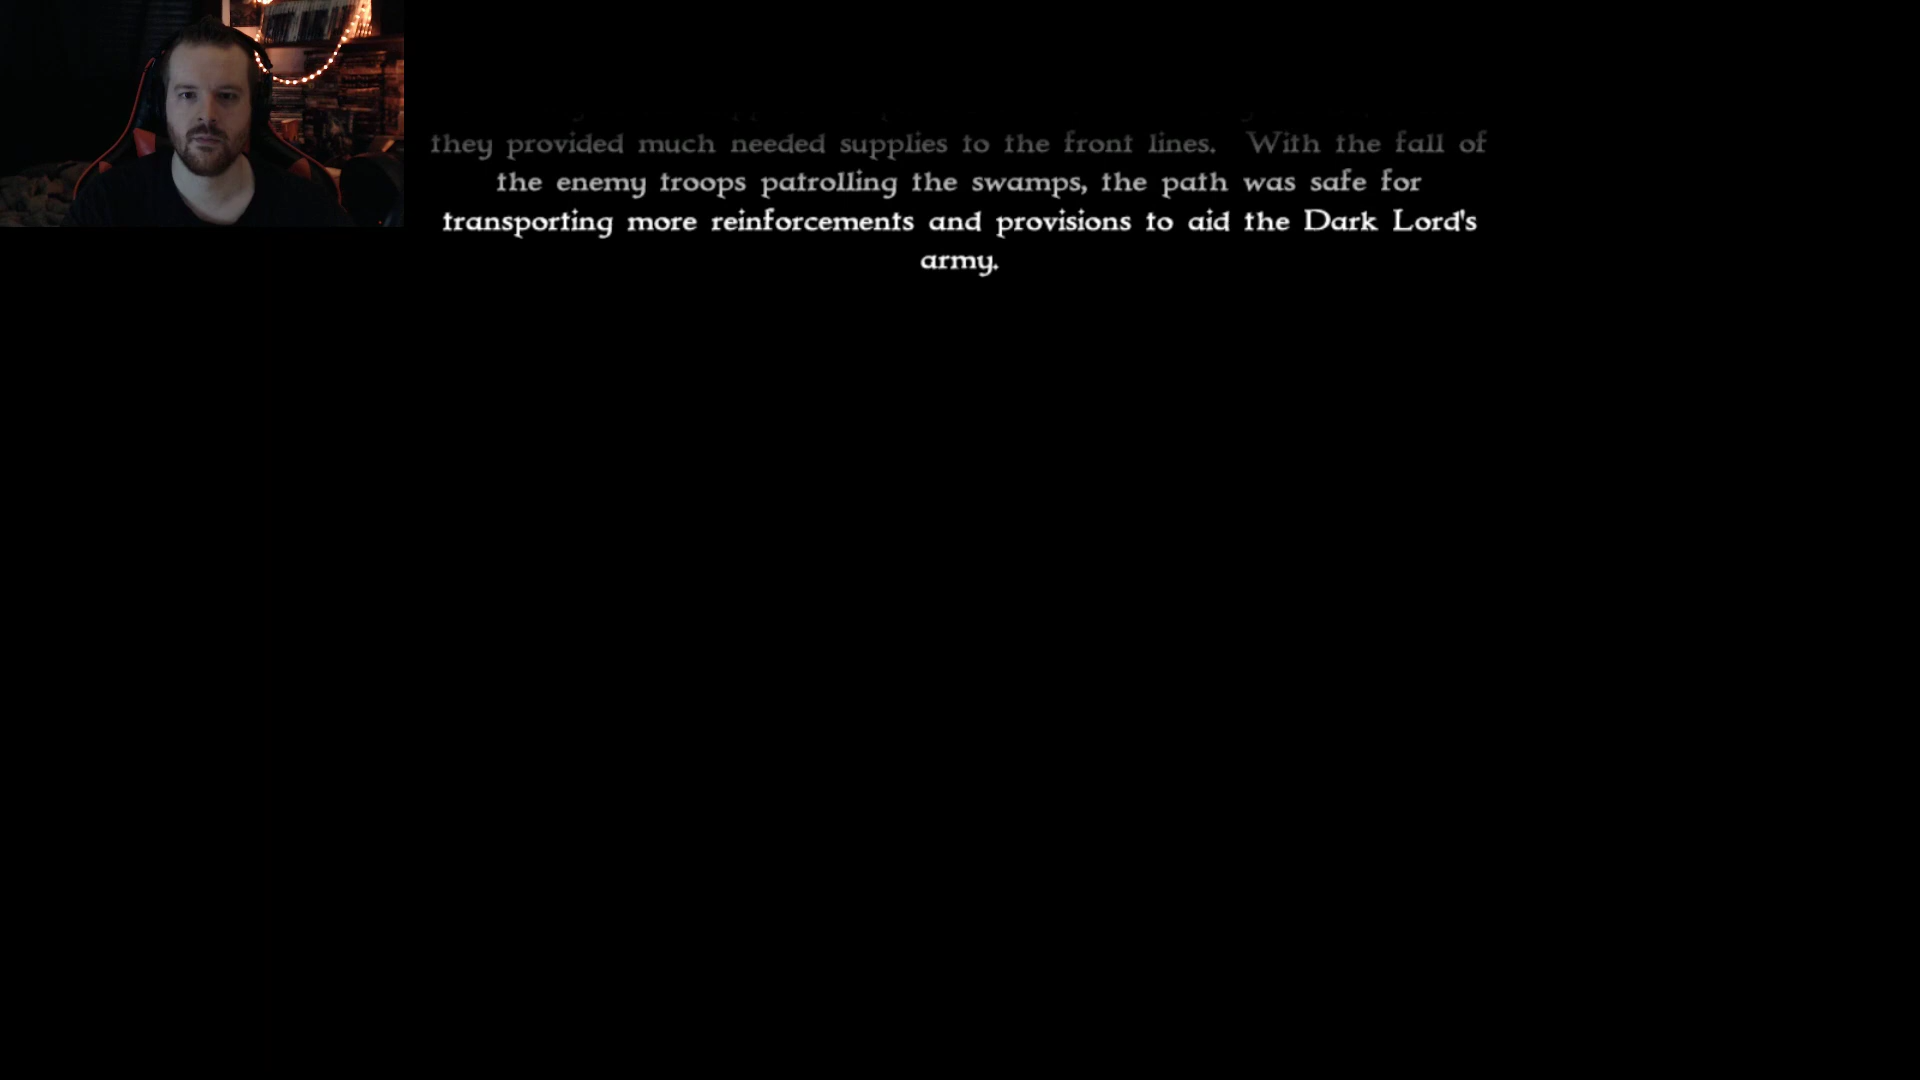 they provided much needed supplies to the front lines.  With the fall of
the enemy troops patrolling the swamps, the path was safe for
transporting more reinforcements and provisions to aid the Dark Lord's
army.